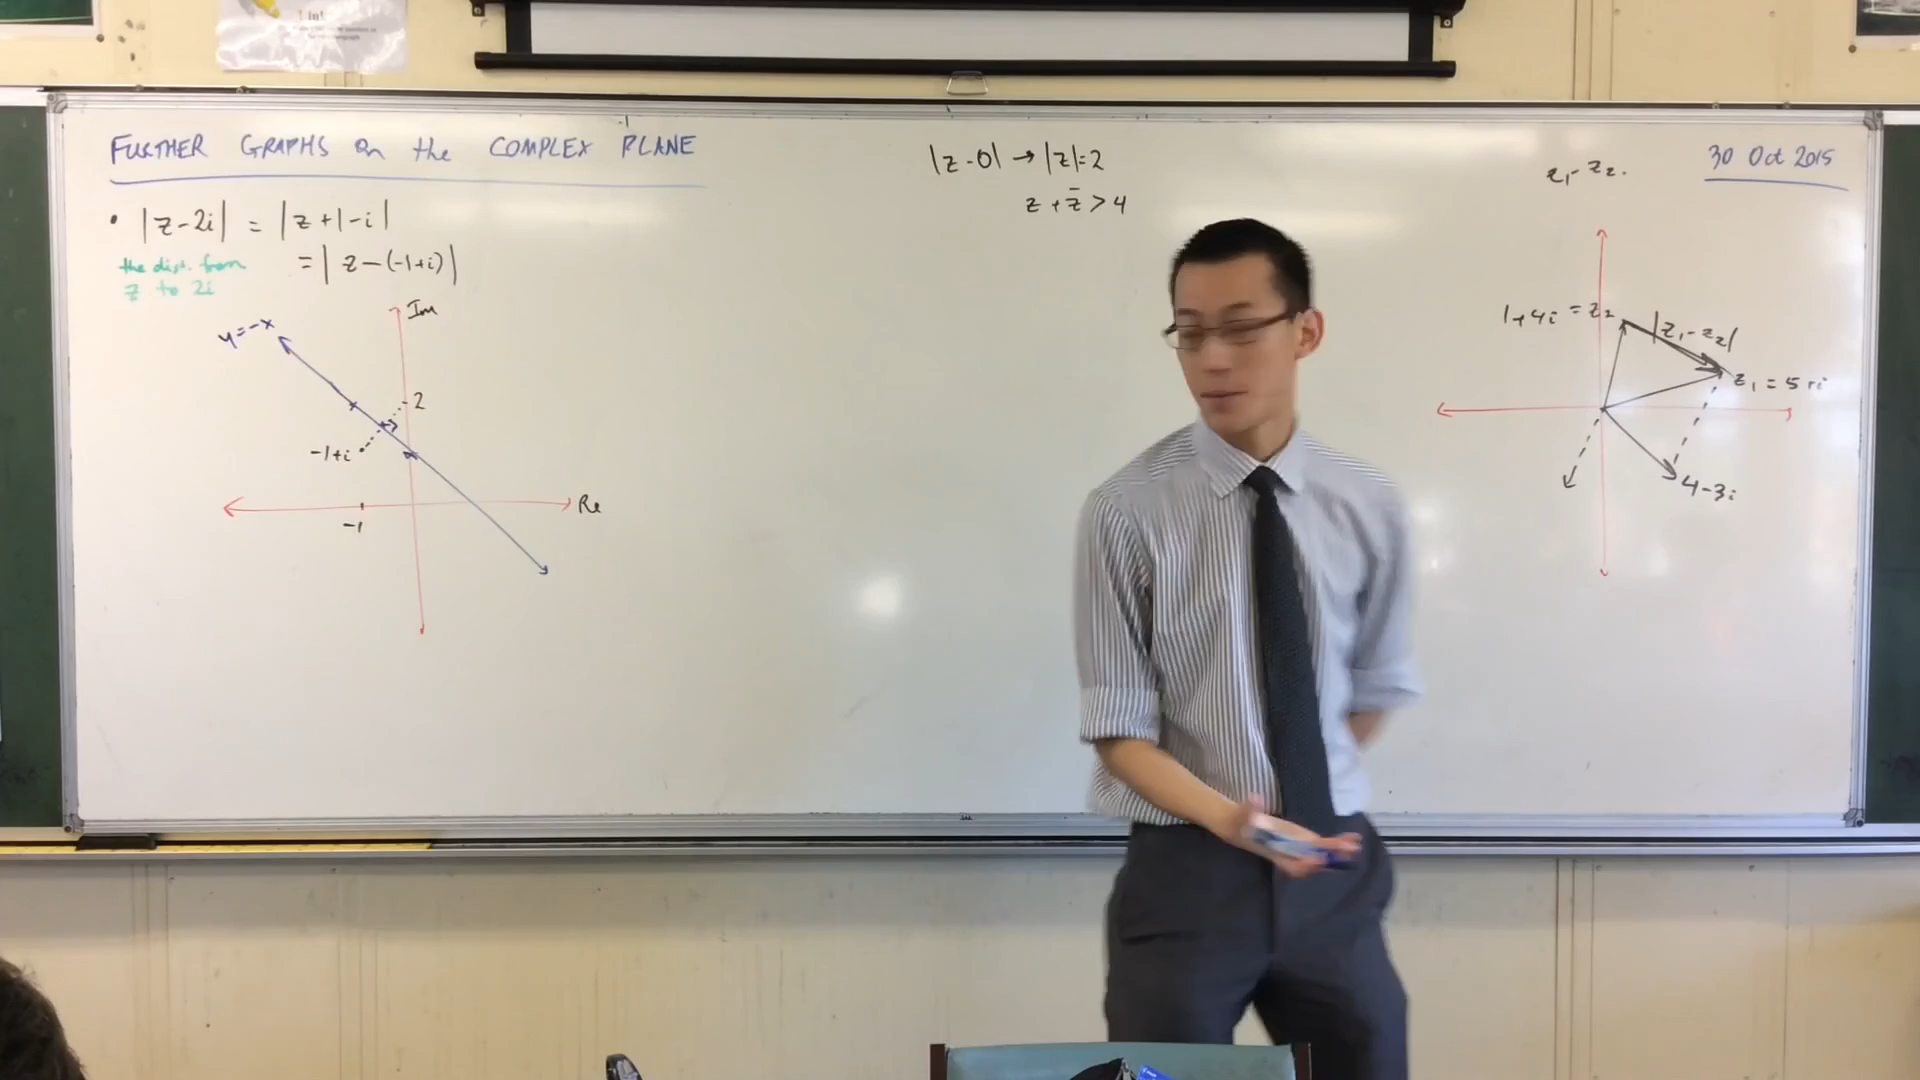 FURTHER GRAPHS on the COMPLEX PLANE
• |z-2i| = |z+1-i|
= |z-(-1+i)|
the dist. from
z to 2i
y=-x
Im
2
-1+i
-1
Re
|z-0| → |z|=2
z + z̄ > 4
z₁-z₂.
30 Oct 2015
1+4i = z₂
|z₁-z₂|
z₁ = 5+i
4-3i